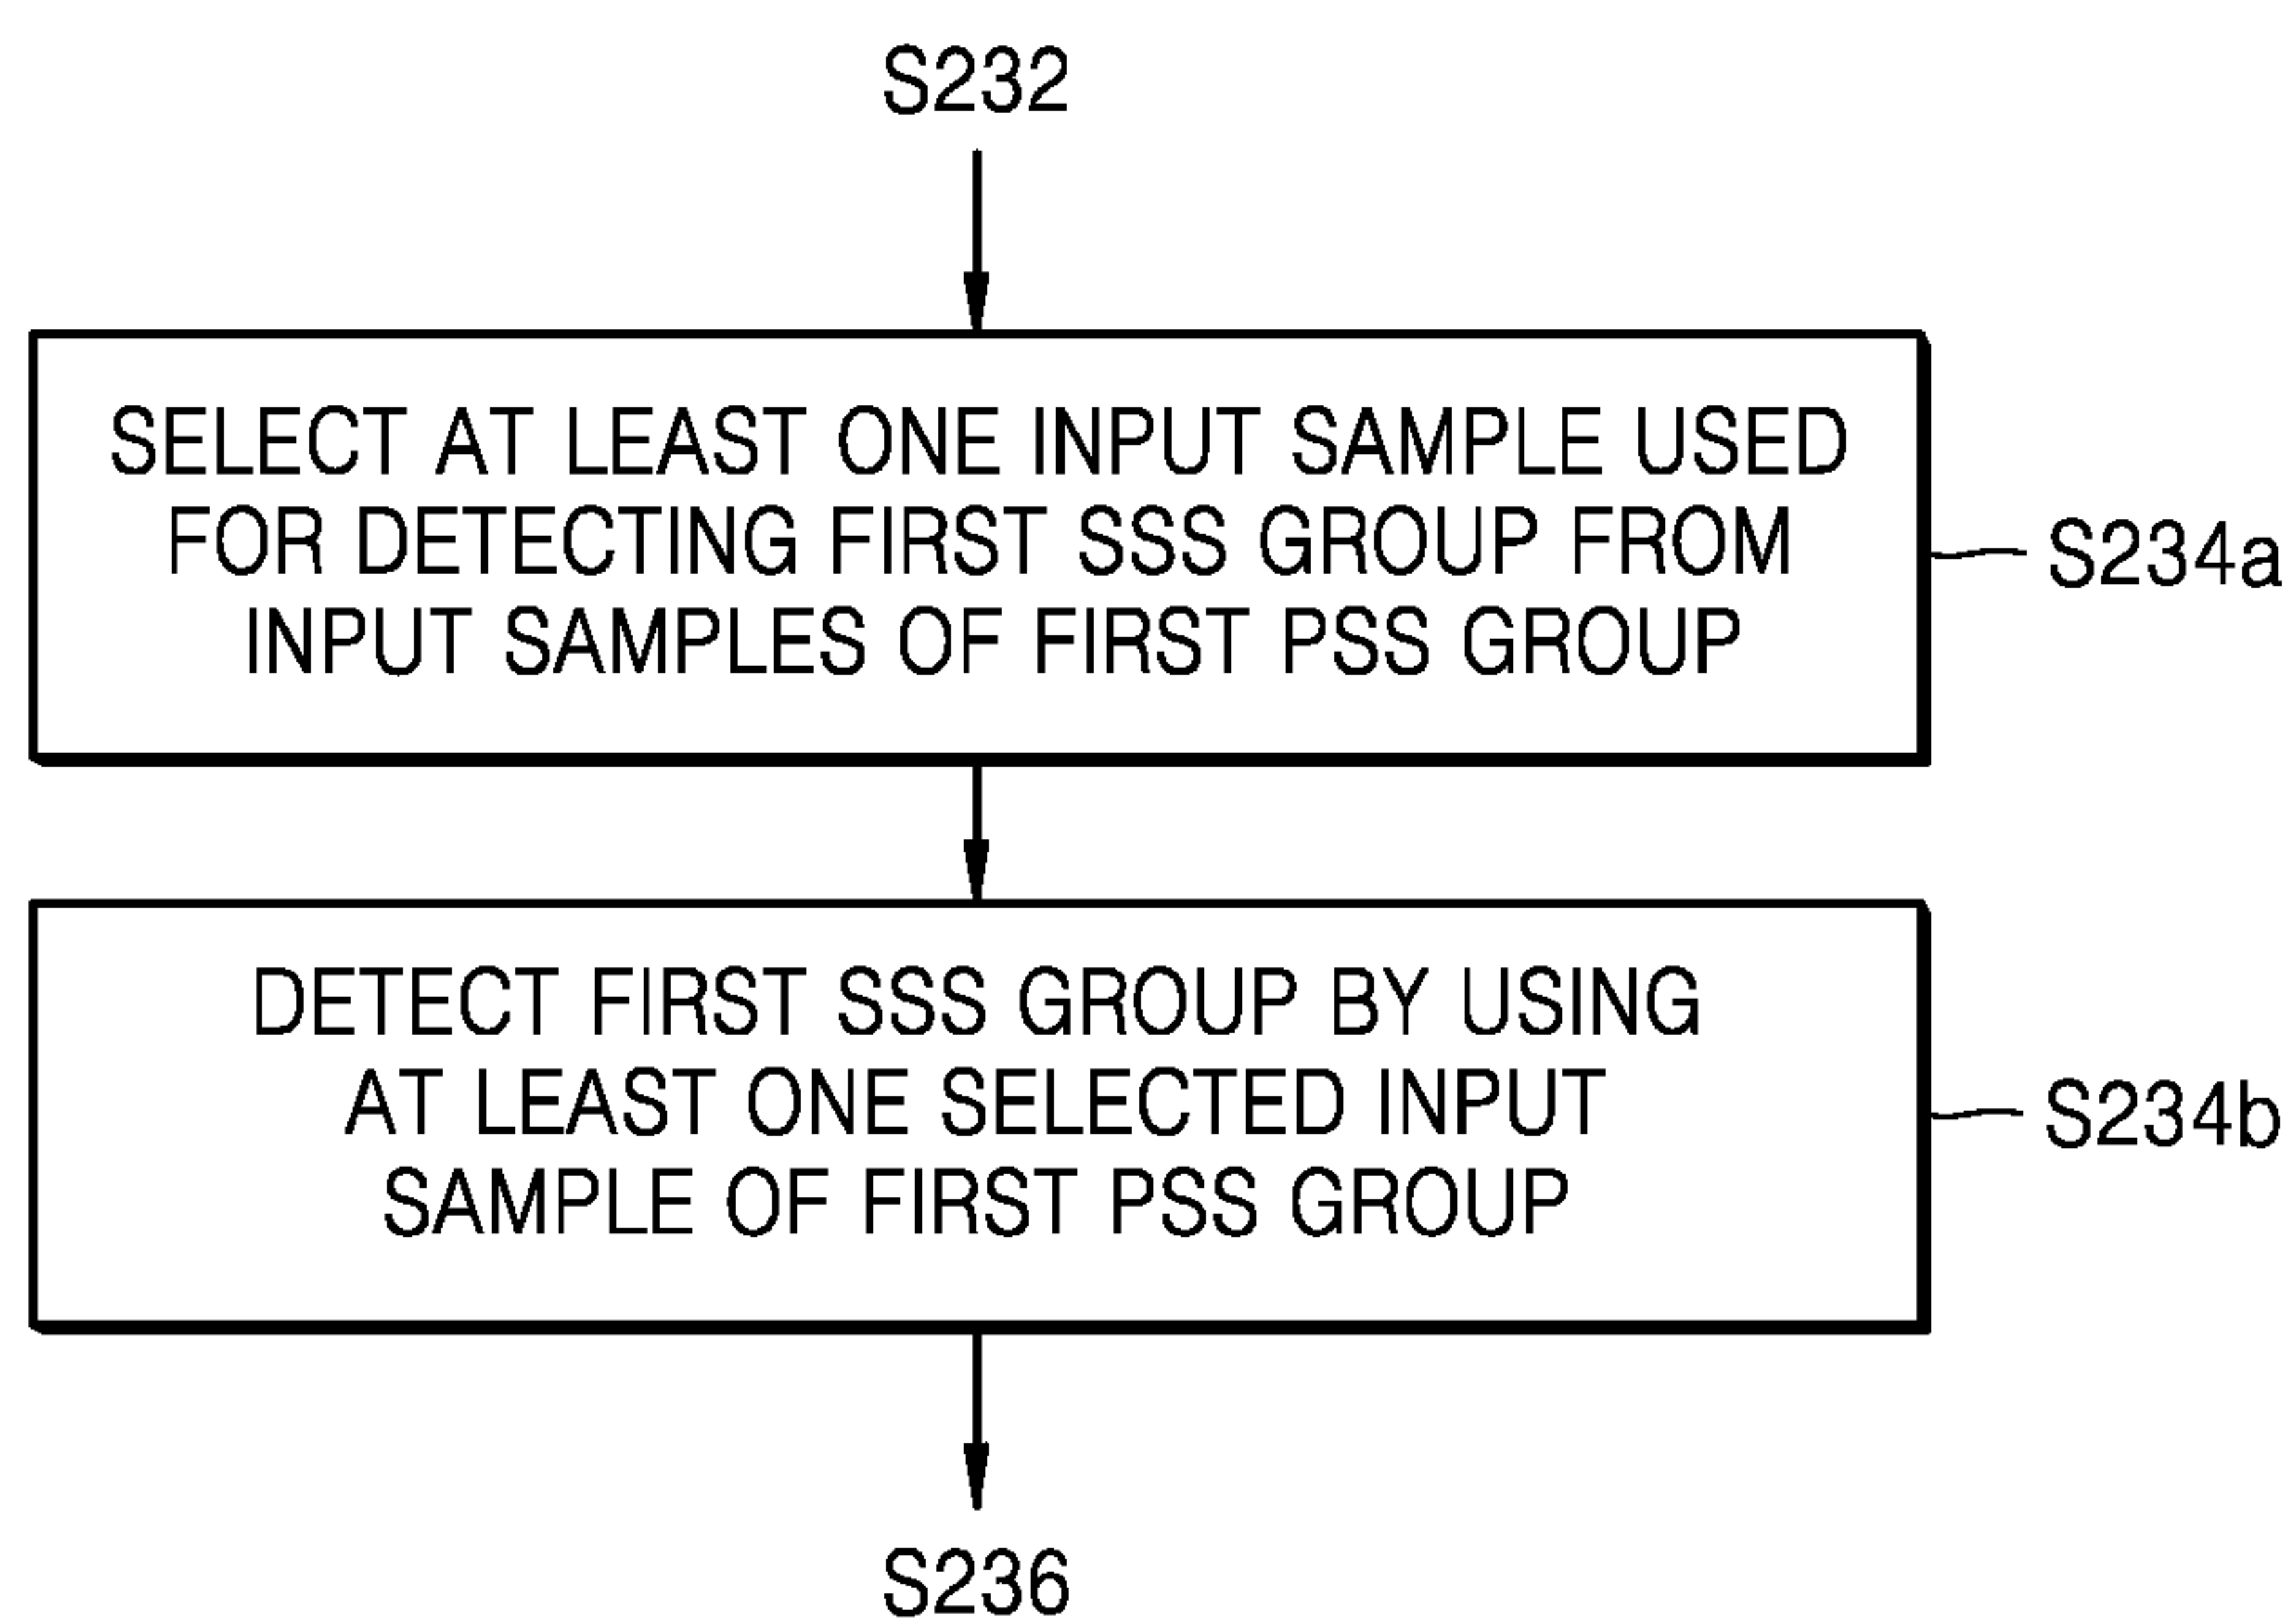 S232
SELECT AT LEAST ONE INPUT SAMPLE USED
FOR DETECTING FIRST SSS GROUP FROM
INPUT SAMPLES OF FIRST PSS GROUP
S234a
DETECT FIRST SSS GROUP BY USING
AT LEAST ONE SELECTED INPUT
SAMPLE OF FIRST PSS GROUP
S234b
S236